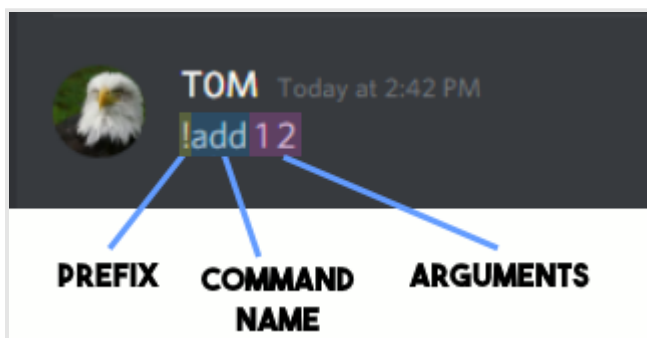 T0M Today at 2:42 PM
!add 1 2
PREFIX
COMMAND
NAME
ARGUMENTS